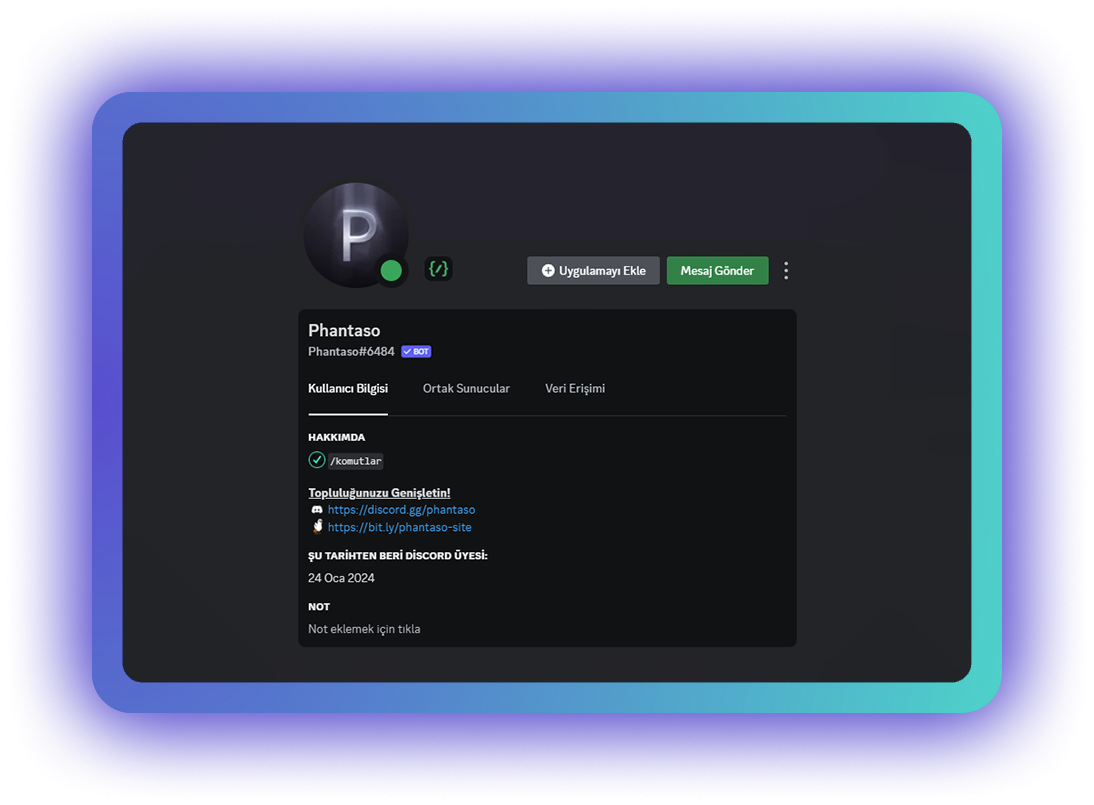 P
Uygulamayı Ekle
Mesaj Gönder
Phantaso
Phantaso#6484 BOT
Kullanıcı Bilgisi
Ortak Sunucular
Veri Erişimi
HAKKIMDA
/komutlar
Topluluğunuzu Genişletin!
https://discord.gg/phantaso
https://bit.ly/phantaso-site
ŞU TARİHTEN BERİ DİSCORD ÜYESİ:
24 Oca 2024
NOT
Not eklemek için tıkla